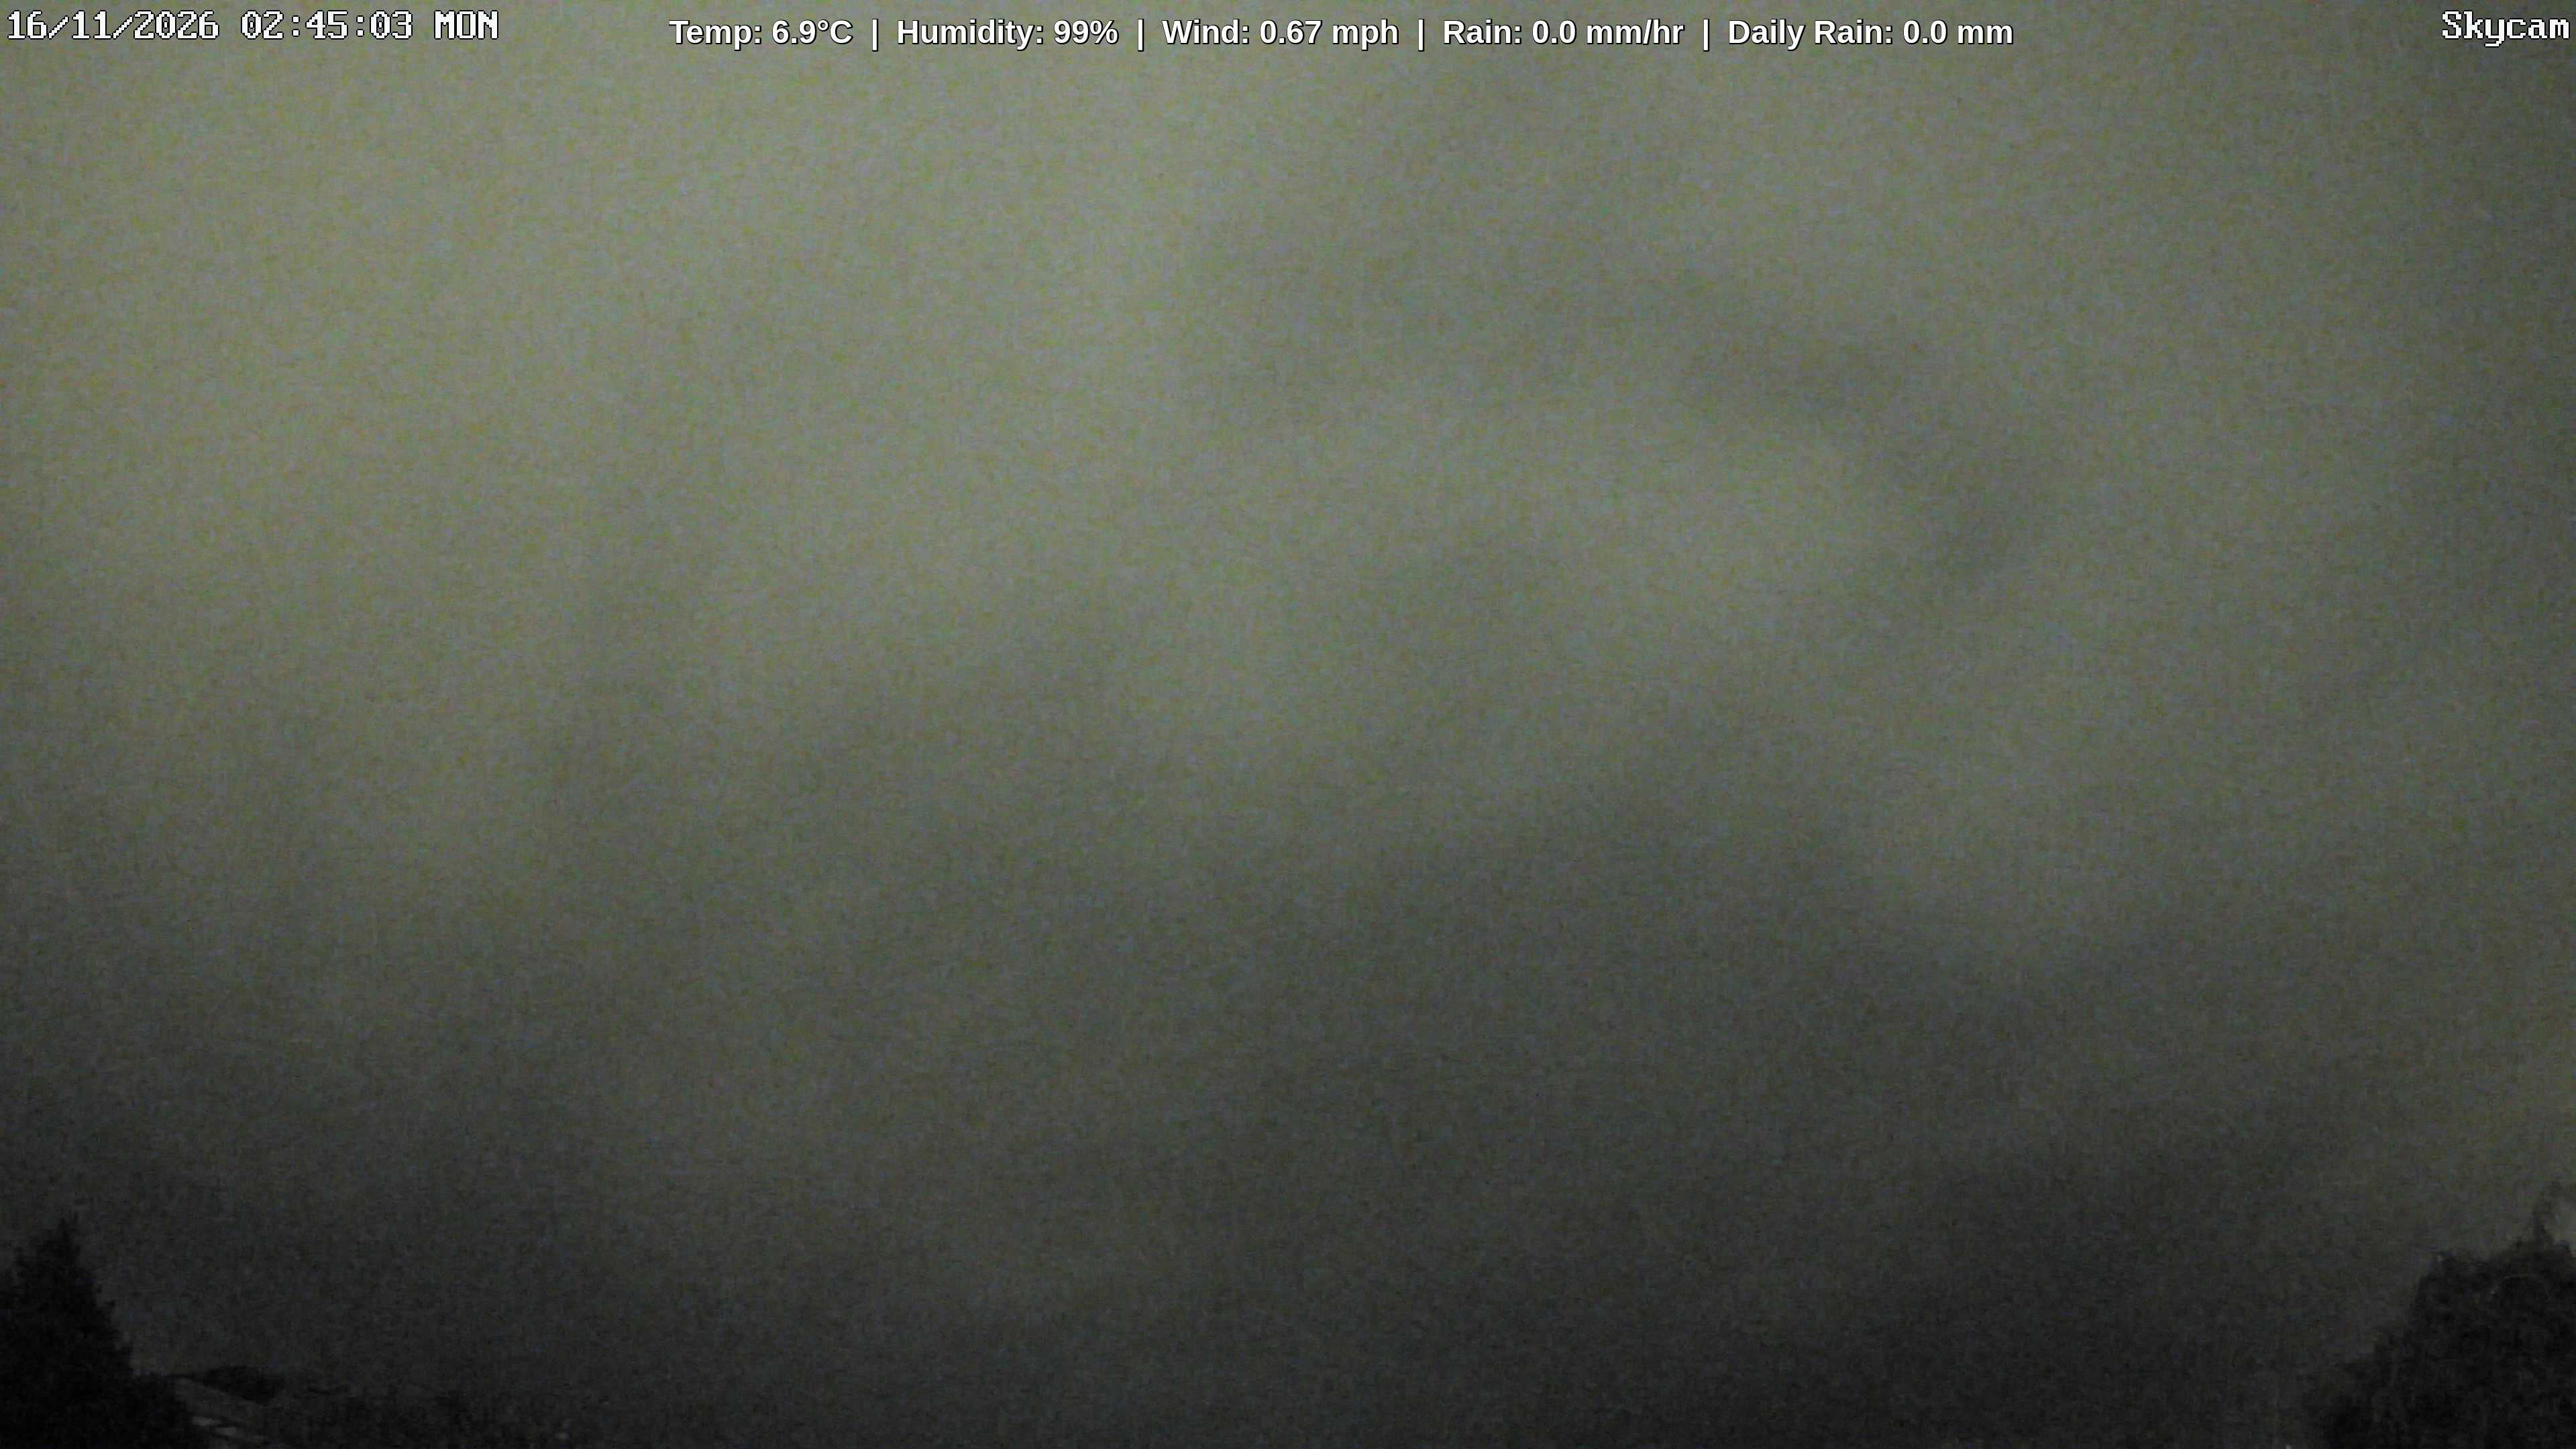 16/11/2026 02:45:03 MON
Temp: 6.9°C | Humidity: 99% | Wind: 0.67 mph | Rain: 0.0 mm/hr | Daily Rain: 0.0 mm
Skycam